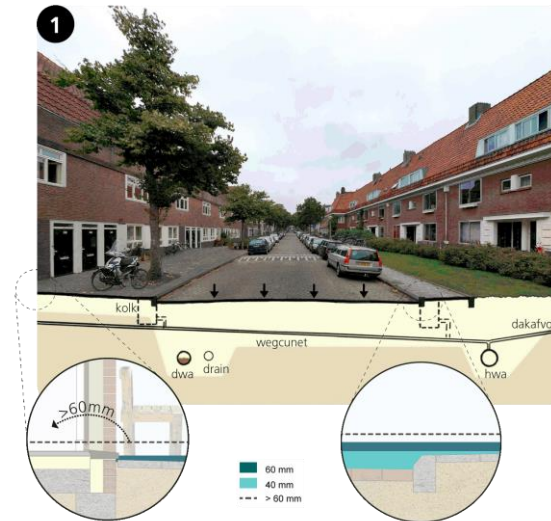 1
kolk
dakafvo
wegcunet
dwa
drain
hwa
>60mm
60 mm
40 mm
> 60 mm